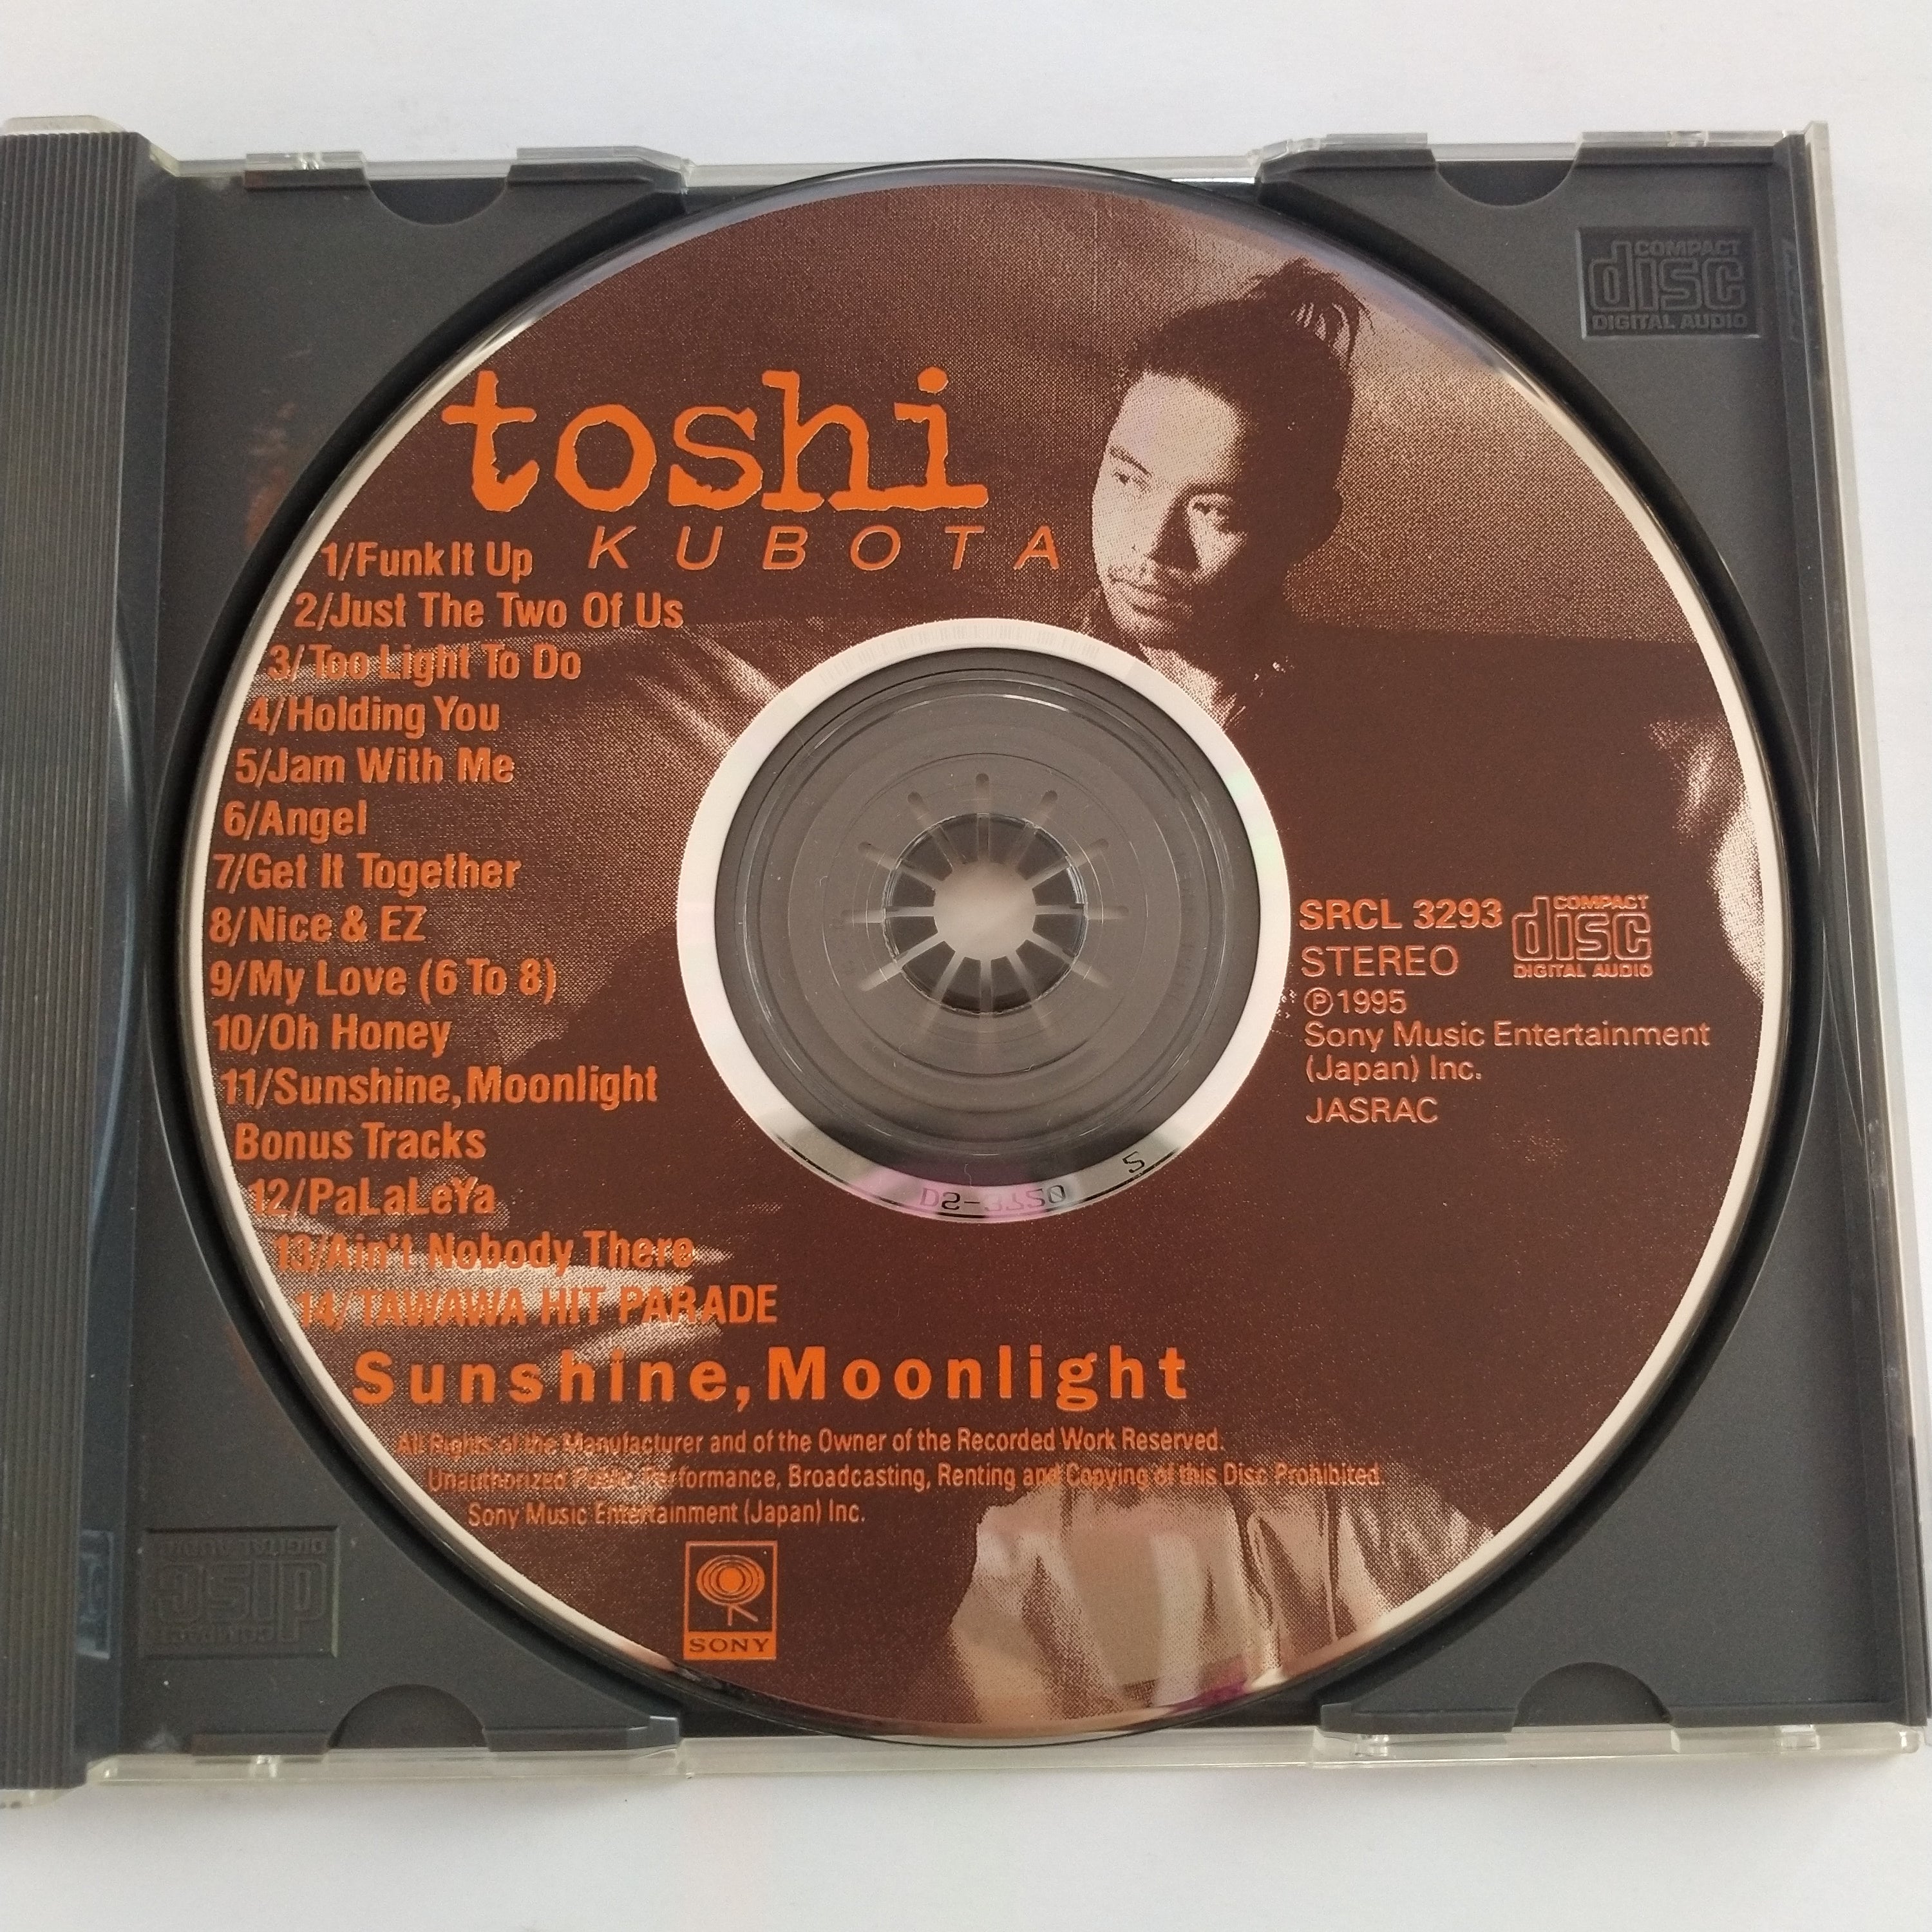 COMPACT
disc
DIGITAL AUDIO
toshi
KUBOTA
1/Funk It Up
2/Just The Two Of Us
3/Too Light To Do
4/Holding You
5/Jam With Me
6/Angel
7/Get It Together
8/Nice & EZ
9/My Love (6 To 8)
10/Oh Honey
11/Sunshine,Moonlight
Bonus Tracks
12/PaLaLeYa
13/Ain't Nobody There
14/TAWAWA HIT PARADE
SRCL 3293
COMPACT
disc
DIGITAL AUDIO
STEREO
℗1995
Sony Music Entertainment
(Japan) Inc.
JASRAC
5
Sunshine,Moonlight
All Rights of the Manufacturer and of the Owner of the Recorded Work Reserved.
Unauthorized Public Performance, Broadcasting, Renting and Copying of this Disc Prohibited.
Sony Music Entertainment (Japan) Inc.
SONY
COMPACT
disc
DIGITAL AUDIO